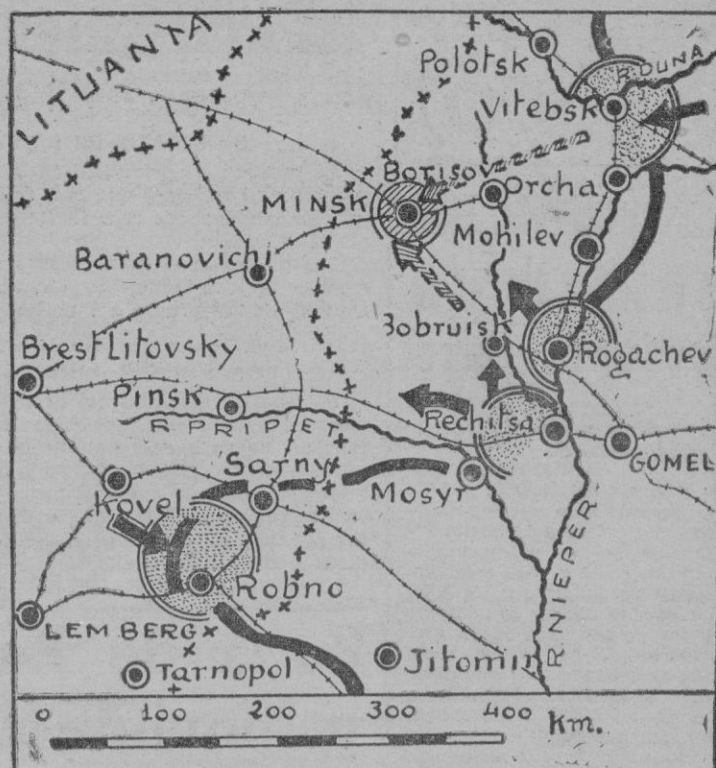 LITUANIA
Polotsk
R. DUNA
Vitebsk
Borisov
Orcha
MINSK
Mohilev
Baranovichi
Bobruisk
Rogachev
Brest Litovsky
Pinsk
R PRIPET
Rechitsa
GOMEL
Sarny
Mosyr
Kovel
R NIEPER
Robno
LEMBERG
Tarnopol
Jitomir
0 100 200 300 400 Km.